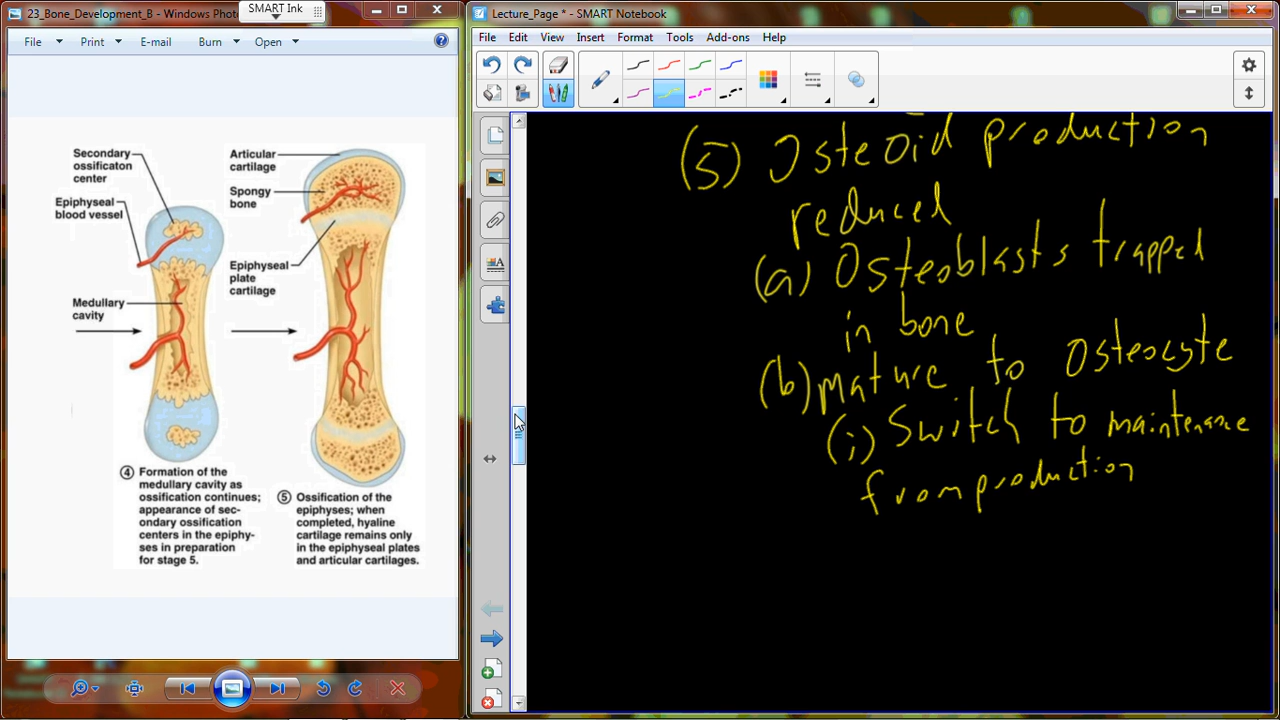 23_Bone_Development_B - Windows Phot
SMART Ink
File Print E-mail Burn Open
Secondary
ossificaton
center
Epiphyseal
blood vessel
Medullary
cavity
Articular
cartilage
Spongy
bone
Epiphyseal
plate
cartilage
④ Formation of the
medullary cavity as
ossification continues;
appearance of sec-
ondary ossification
centers in the epiphy-
ses in preparation
for stage 5.
⑤ Ossification of the
epiphyses; when
completed, hyaline
cartilage remains only
in the epiphyseal plates
and articular cartilages.
Lecture_Page * - SMART Notebook
File Edit View Insert Format Tools Add-ons Help
(5) Osteoid production
reduced
(a) Osteoblasts trapped
in bone
(b) mature to Osteocyte
(i) Switch to maintenance
from production